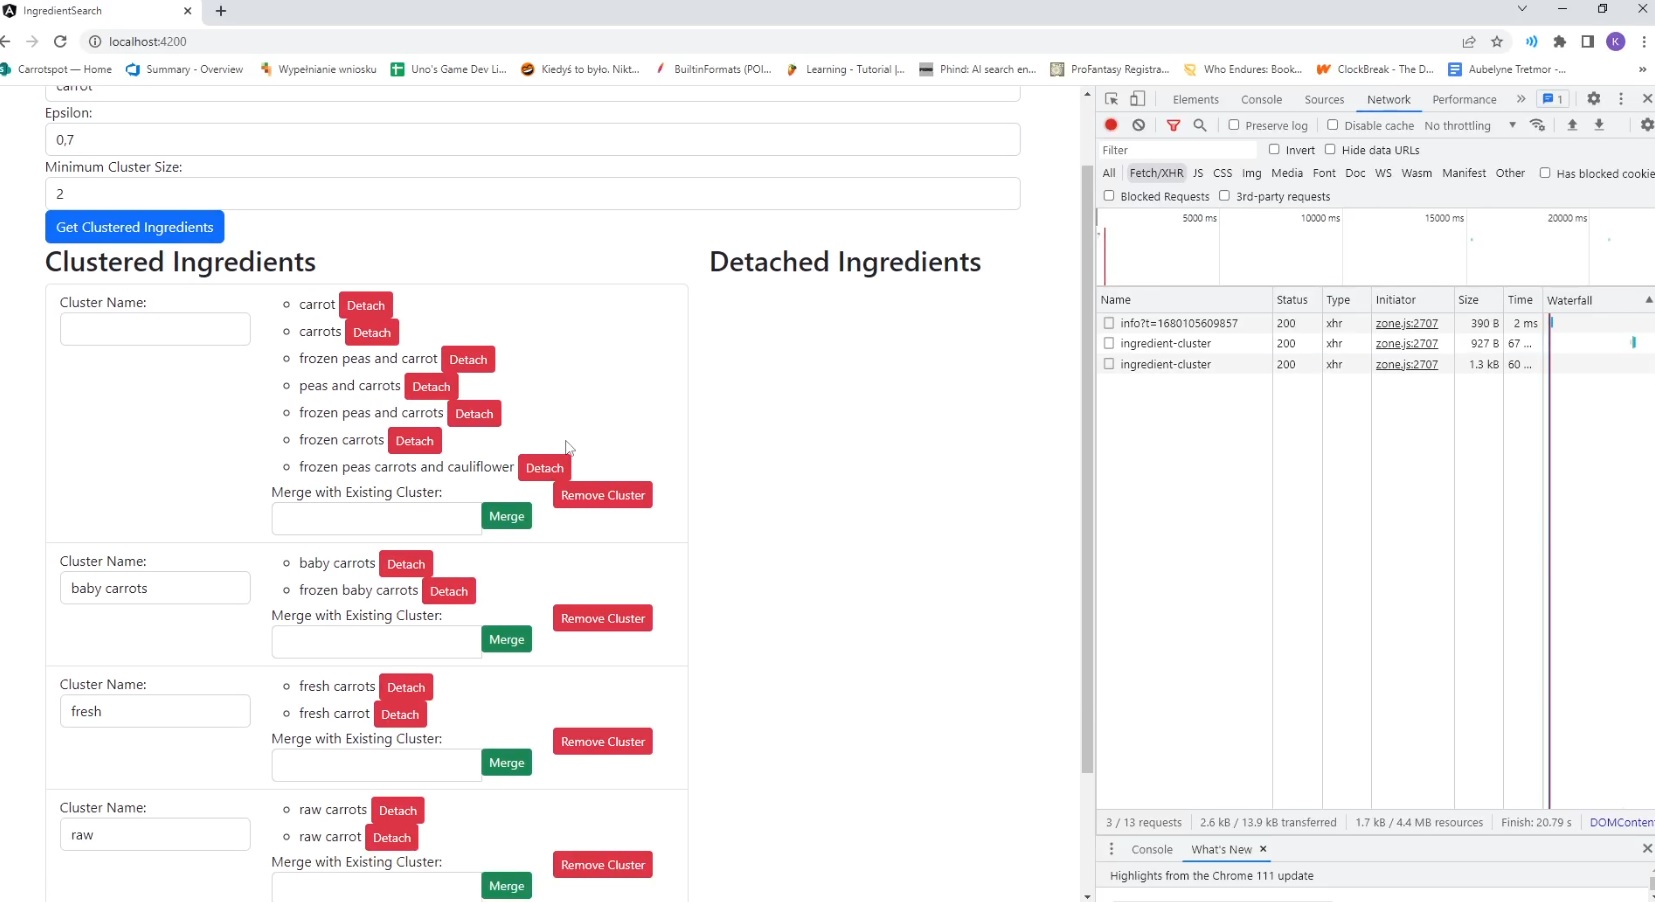 IngredientSearch
localhost:4200
K
Carrotspot — Home
Summary - Overview
Wypełnianie wniosku
Uno's Game Dev Li...
Kiedyś to było. Nikt...
BuiltinFormats (POI...
Learning - Tutorial |...
Phind: AI search en...
ProFantasy Registra...
Who Endures: Book...
ClockBreak - The D...
Aubelyne Tretmor -...
»
carrot
Epsilon:
0,7
Minimum Cluster Size:
2
Get Clustered Ingredients
Clustered Ingredients
Detached Ingredients
Cluster Name:
carrot Detach
carrots Detach
frozen peas and carrot Detach
peas and carrots Detach
frozen peas and carrots Detach
frozen carrots Detach
frozen peas carrots and cauliflower Detach
Merge with Existing Cluster:
Remove Cluster
Merge
Cluster Name:
baby carrots
baby carrots Detach
frozen baby carrots Detach
Merge with Existing Cluster:
Remove Cluster
Merge
Cluster Name:
fresh
fresh carrots Detach
fresh carrot Detach
Merge with Existing Cluster:
Remove Cluster
Merge
Cluster Name:
raw
raw carrots Detach
raw carrot Detach
Merge with Existing Cluster:
Remove Cluster
Merge
Elements Console Sources Network Performance » 1
Preserve log Disable cache No throttling
Filter Invert Hide data URLs
All Fetch/XHR JS CSS Img Media Font Doc WS Wasm Manifest Other Has blocked cookie
Blocked Requests 3rd-party requests
5000 ms 10000 ms 15000 ms 20000 ms
Name Status Type Initiator Size Time Waterfall
info?t=1680105609857 200 xhr zone.js:2707 390 B 2 ms
ingredient-cluster 200 xhr zone.js:2707 927 B 67 ...
ingredient-cluster 200 xhr zone.js:2707 1.3 kB 60 ...
3 / 13 requests 2.6 kB / 13.9 kB transferred 1.7 kB / 4.4 MB resources Finish: 20.79 s DOMConten
Console What's New
Highlights from the Chrome 111 update